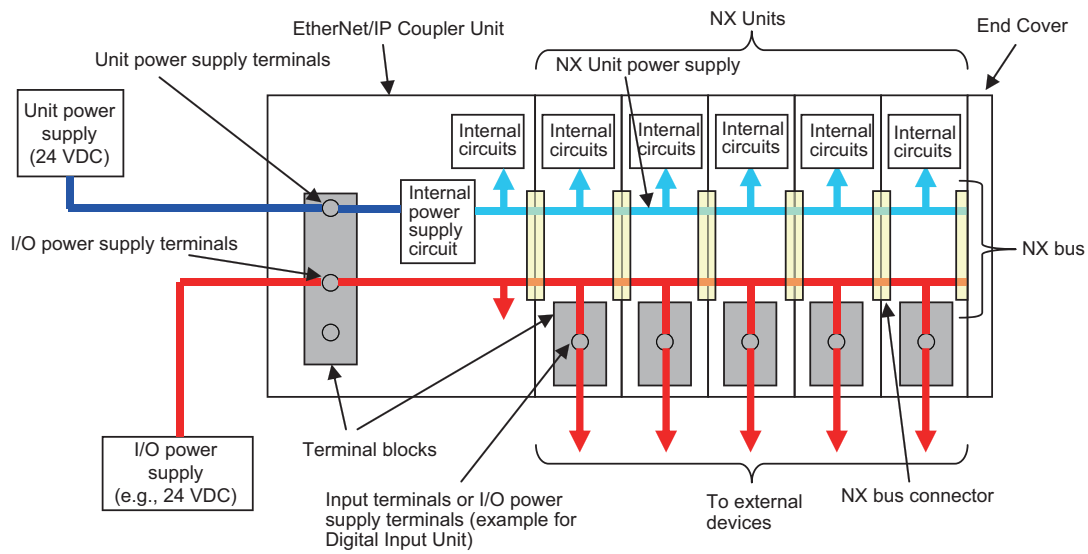 EtherNet/IP Coupler Unit
NX Units
End Cover
Unit power supply terminals
NX Unit power supply
Unit power
supply
(24 VDC)
Internal
circuits
Internal
circuits
Internal
circuits
Internal
circuits
Internal
circuits
Internal
circuits
Internal
power
supply
circuit
I/O power supply terminals
NX bus
Terminal blocks
I/O power
supply
(e.g., 24 VDC)
Input terminals or I/O power
supply terminals (example for
Digital Input Unit)
To external
devices
NX bus connector